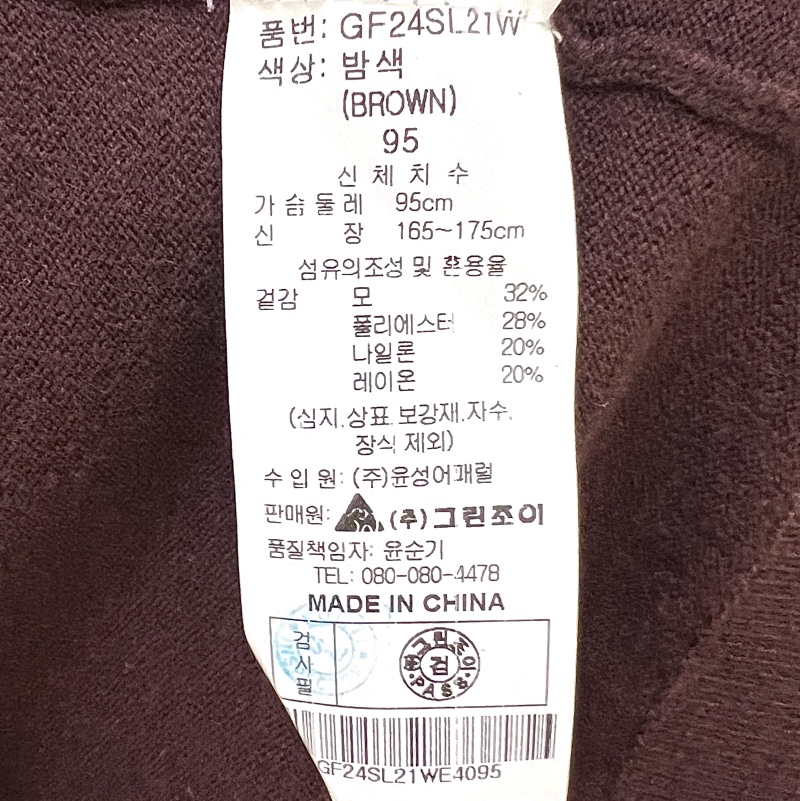 품번: GF24SL21W
색상: 밤색
(BROWN)
95
신 체 치 수
가 슴 둘 레 95cm
신 장 165~175cm
섬유의조성 및 혼용율
겉감 모 32%
폴리에스터 28%
나일론 20%
레이온 20%
(심지.상표.보강재.자수.
장식 제외)
수 입 원: (주)윤성어패럴
판매원: (주)그린조이
품질책임자: 윤순기
TEL: 080-080-4478
MADE IN CHINA
검사필
그린조이
검
PASS
GF24SL21WE4095